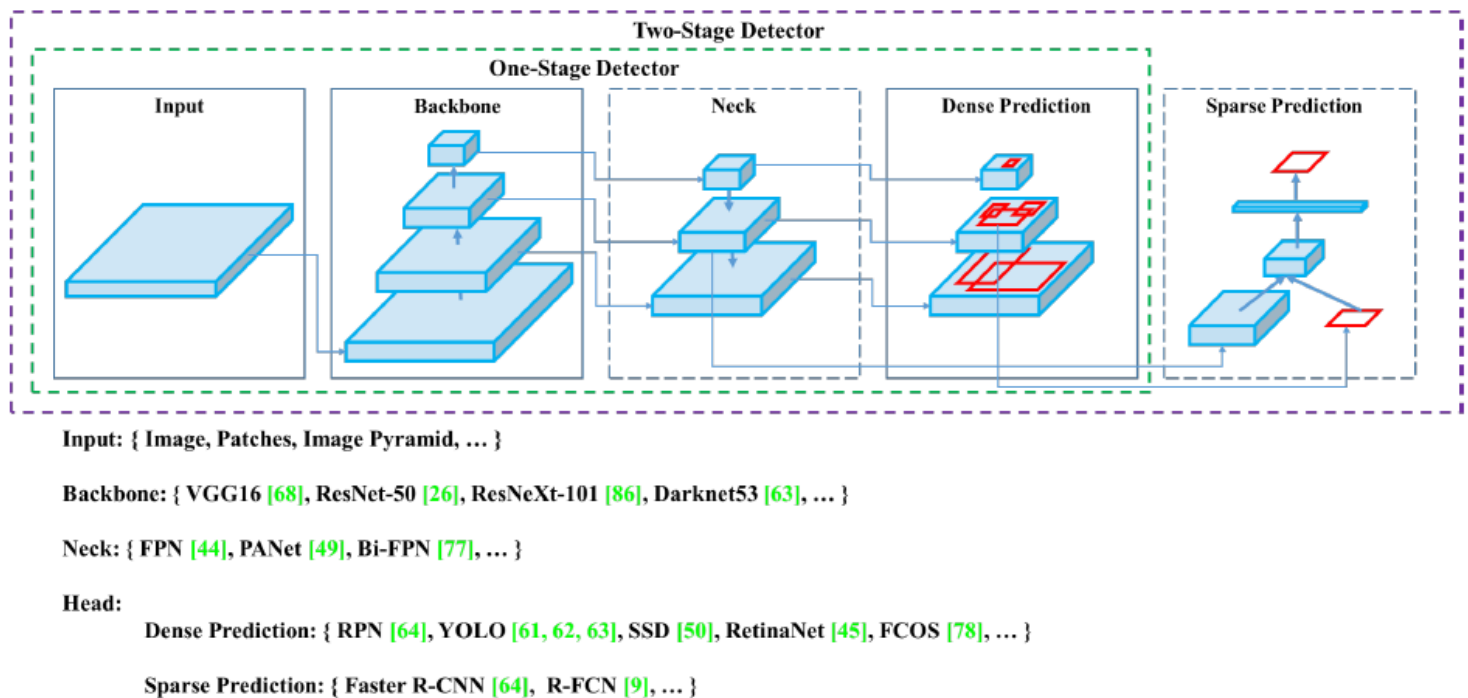 Two-Stage Detector
One-Stage Detector
Input
Backbone
Neck
Dense Prediction
Sparse Prediction
Input: { Image, Patches, Image Pyramid, … }
Backbone: { VGG16 [68], ResNet-50 [26], ResNeXt-101 [86], Darknet53 [63], … }
Neck: { FPN [44], PANet [49], Bi-FPN [77], … }
Head:
Dense Prediction: { RPN [64], YOLO [61, 62, 63], SSD [50], RetinaNet [45], FCOS [78], … }
Sparse Prediction: { Faster R-CNN [64], R-FCN [9], … }